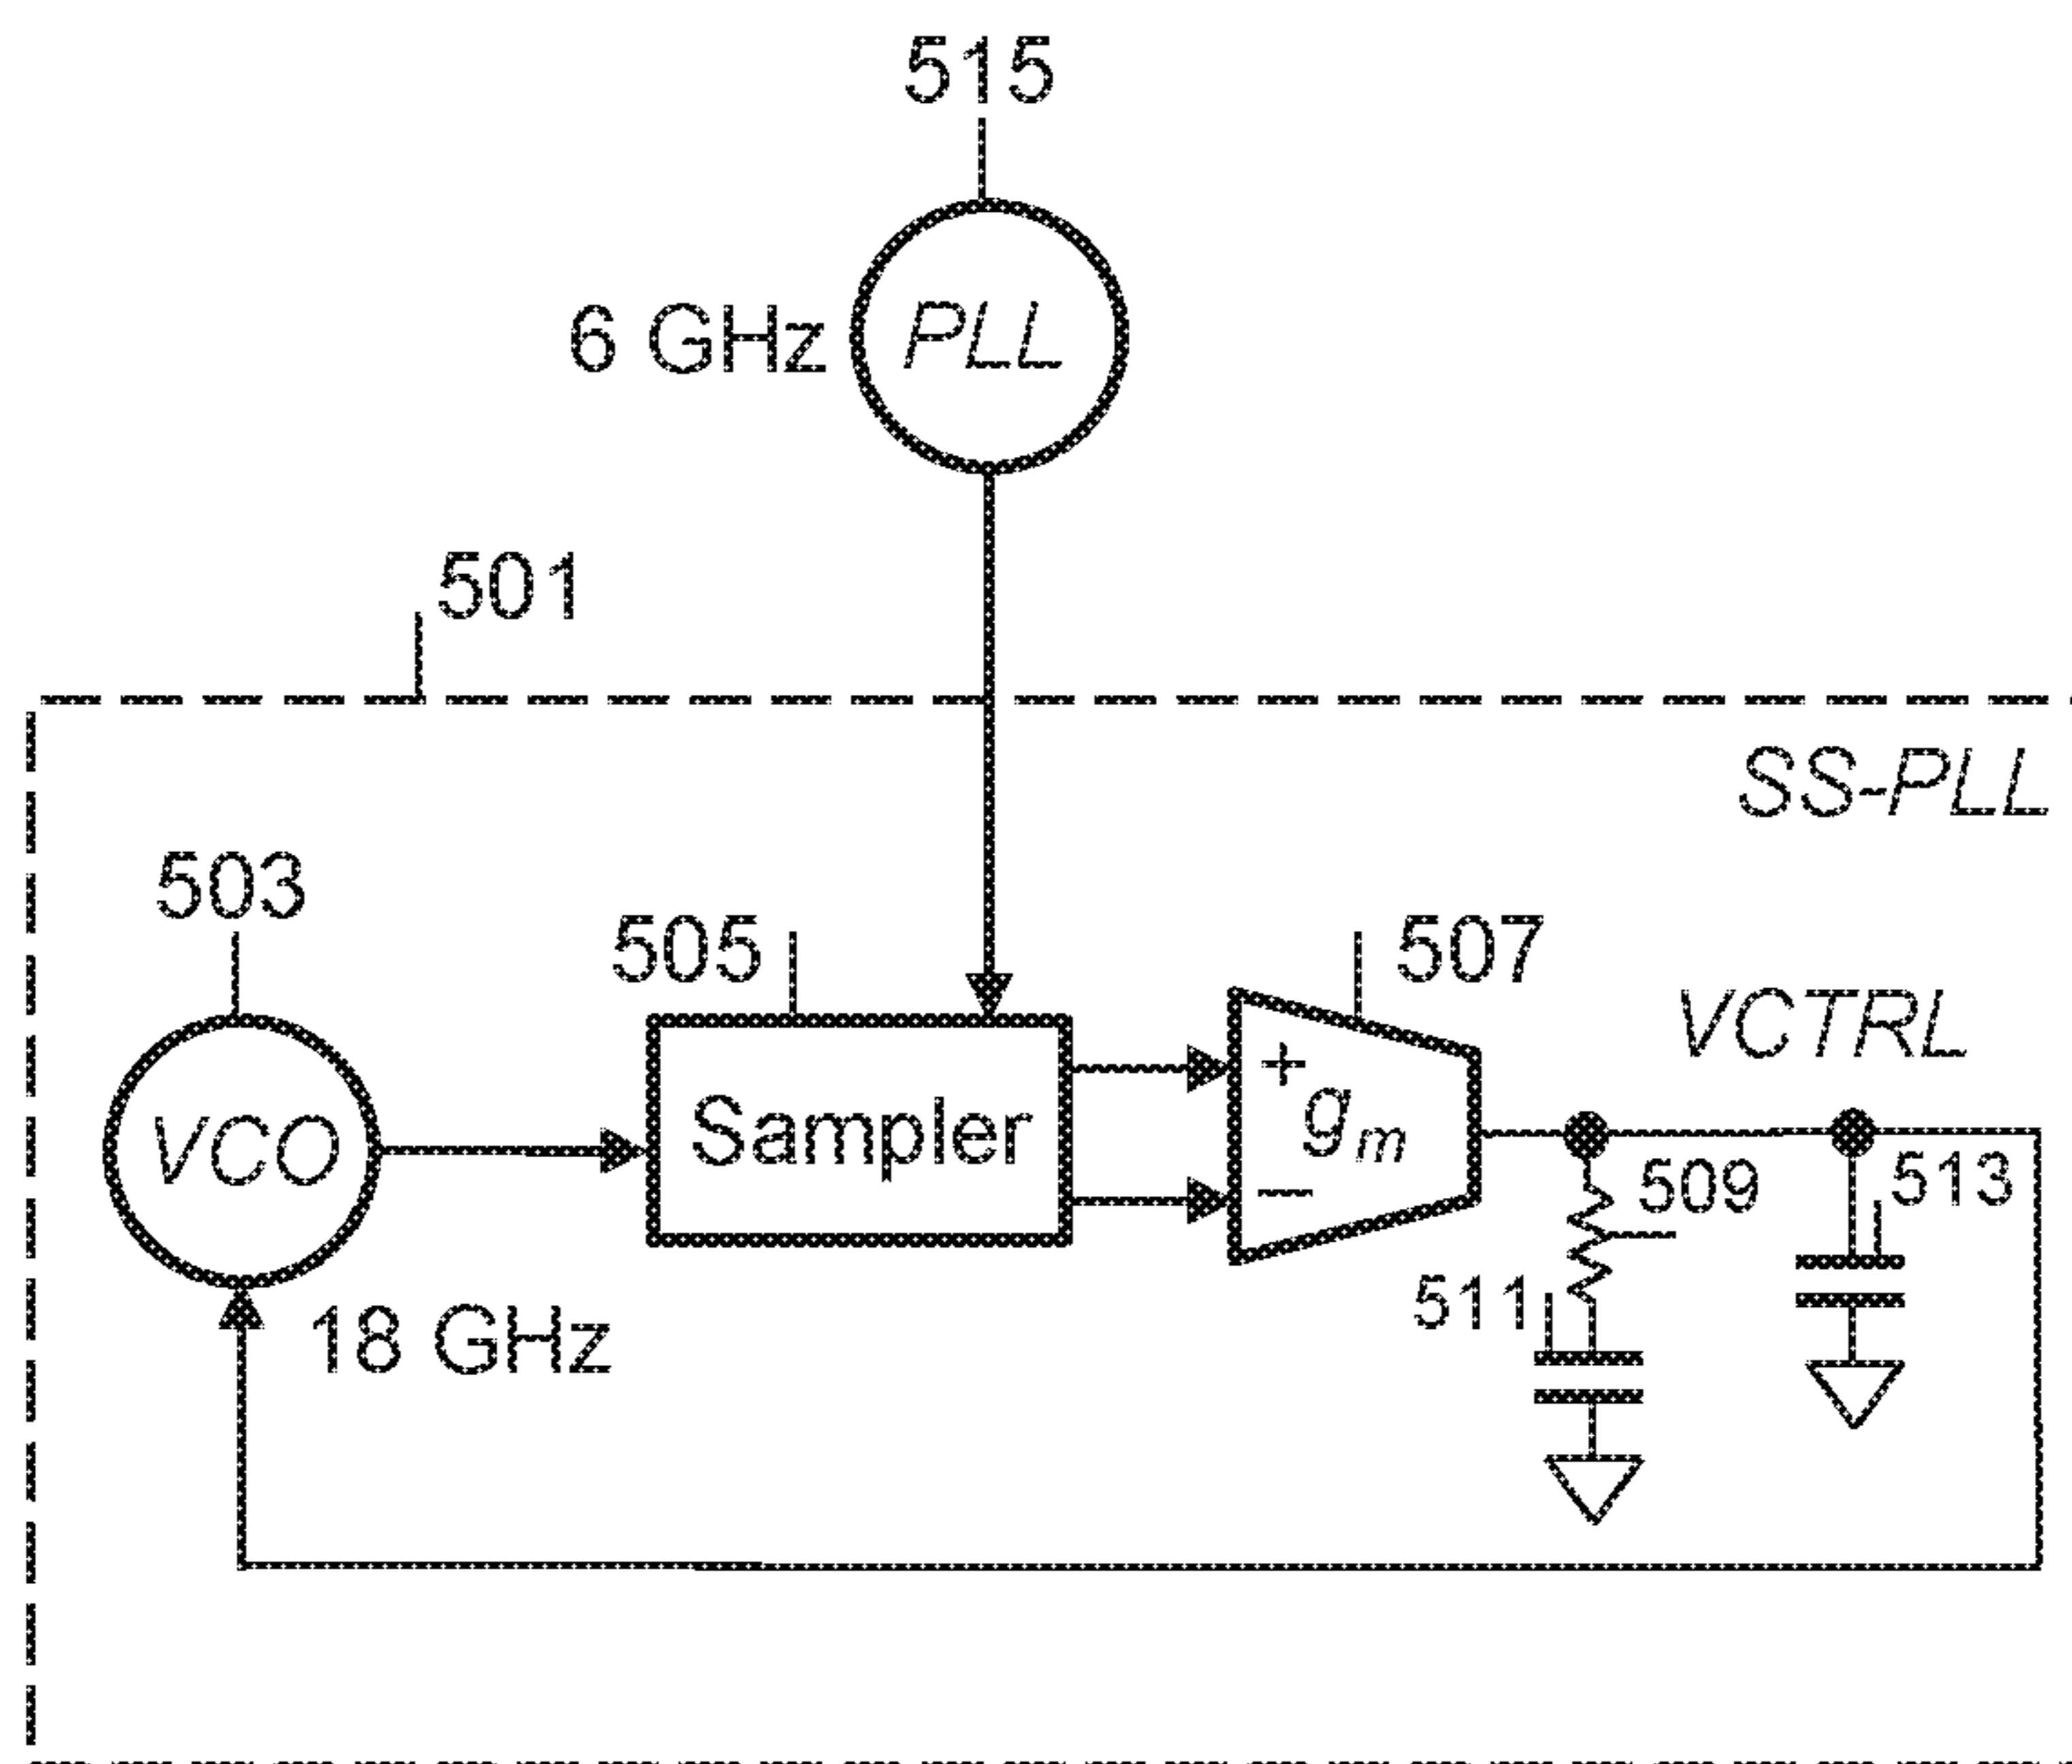 515
6 GHz
PLL
501
SS-PLL
503
505
507
VCTRL
VCO
Sampler
+
gm
−
509
513
511
18 GHz